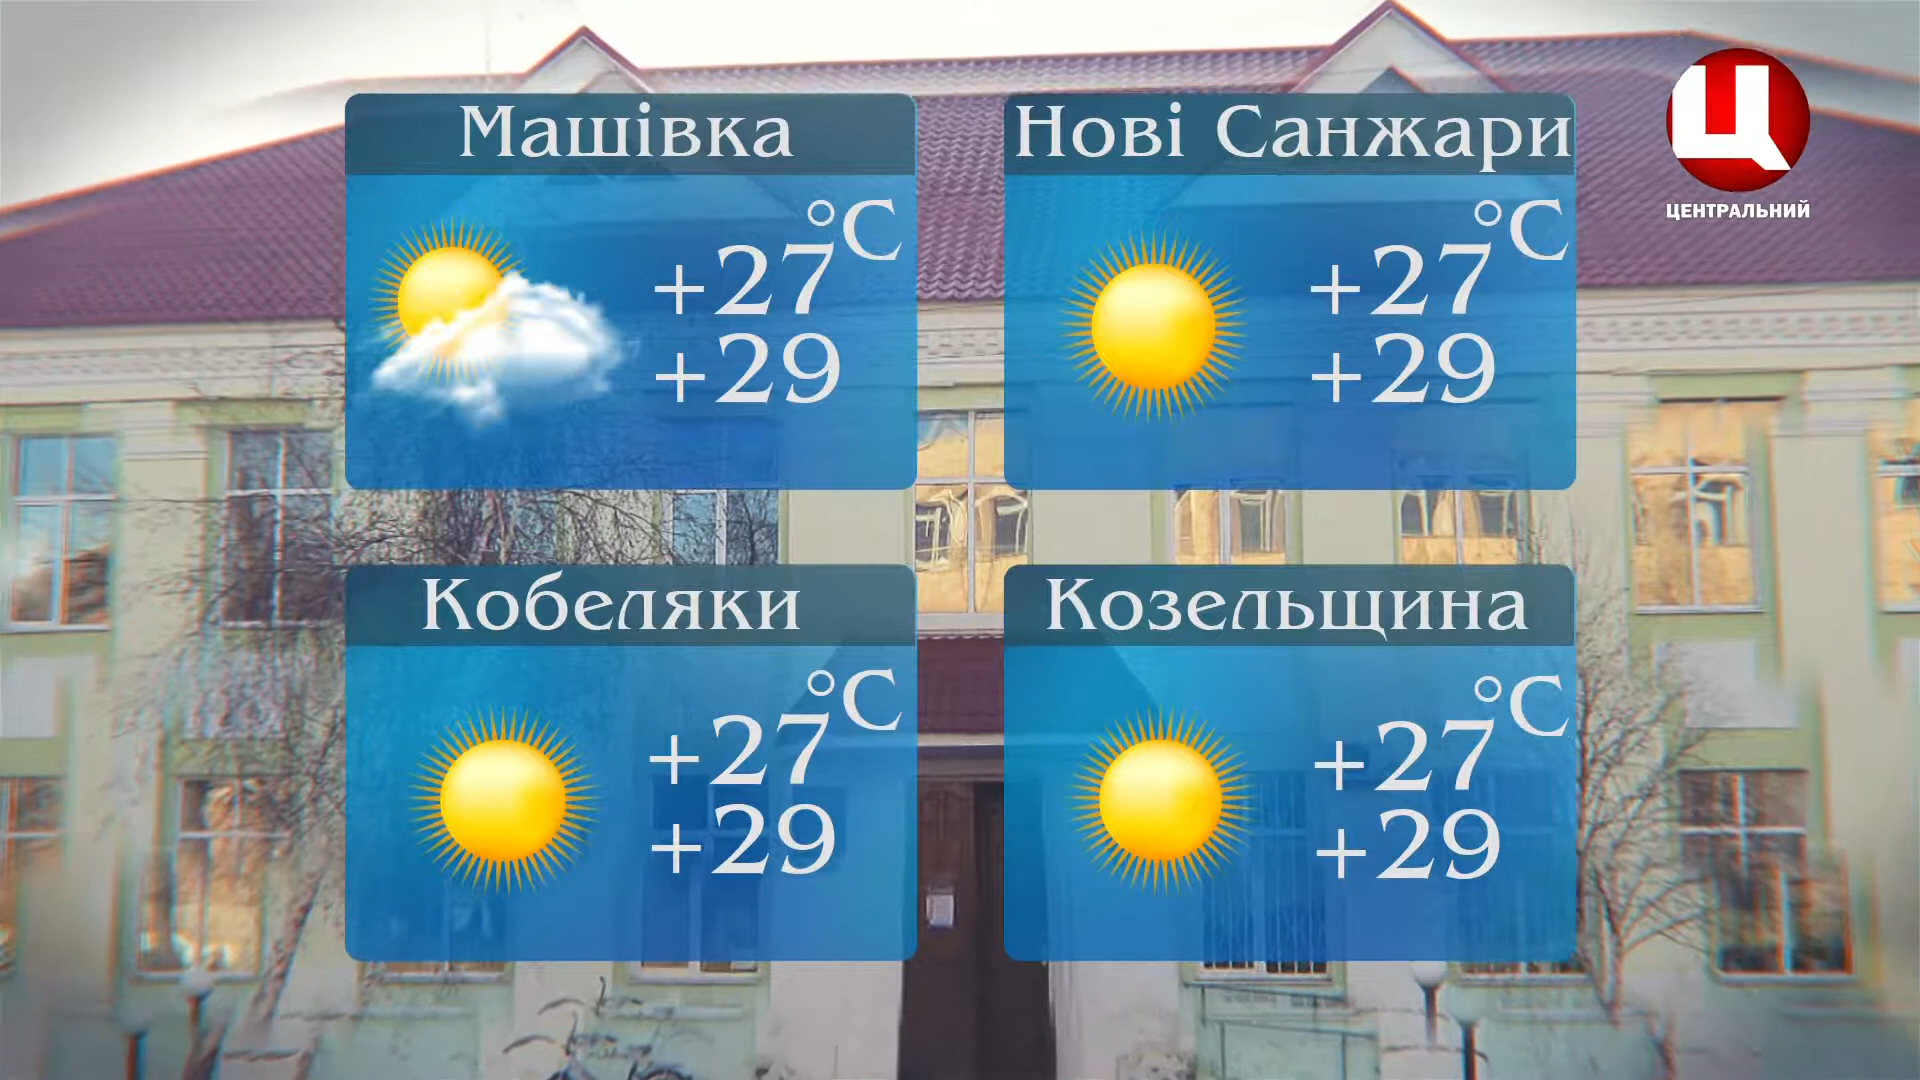 Машівка
°C
+27
+29
Нові Санжари
°C
+27
+29
Ц
ЦЕНТРАЛЬНИЙ
Кобеляки
°C
+27
+29
Козельщина
°C
+27
+29